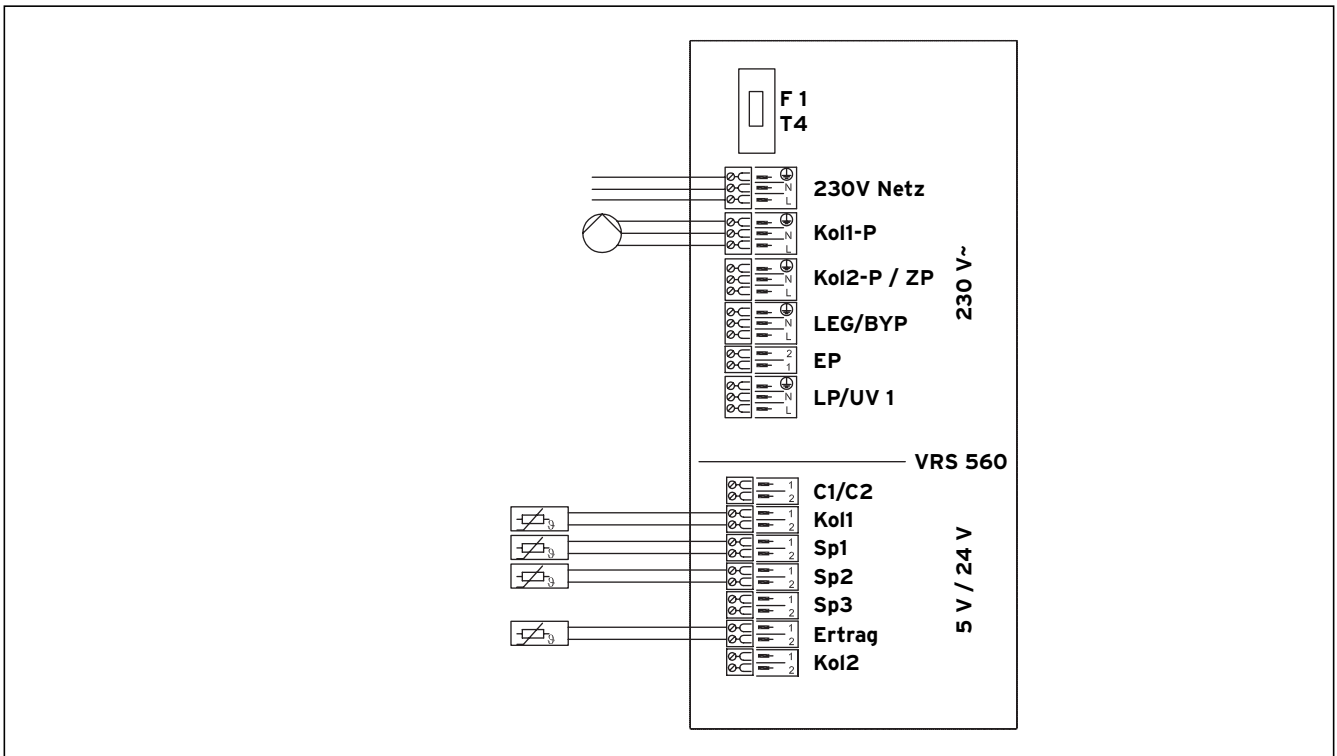 F 1
T4
N
L
230V Netz
N
L
Kol1-P
N
L
Kol2-P / ZP
N
L
LEG/BYP
2
1
EP
N
L
LP/UV 1
230 V~
VRS 560
1
2
C1/C2
ϑ
1
2
Kol1
ϑ
1
2
Sp1
ϑ
1
2
Sp2
1
2
Sp3
ϑ
1
2
Ertrag
1
2
Kol2
5 V / 24 V